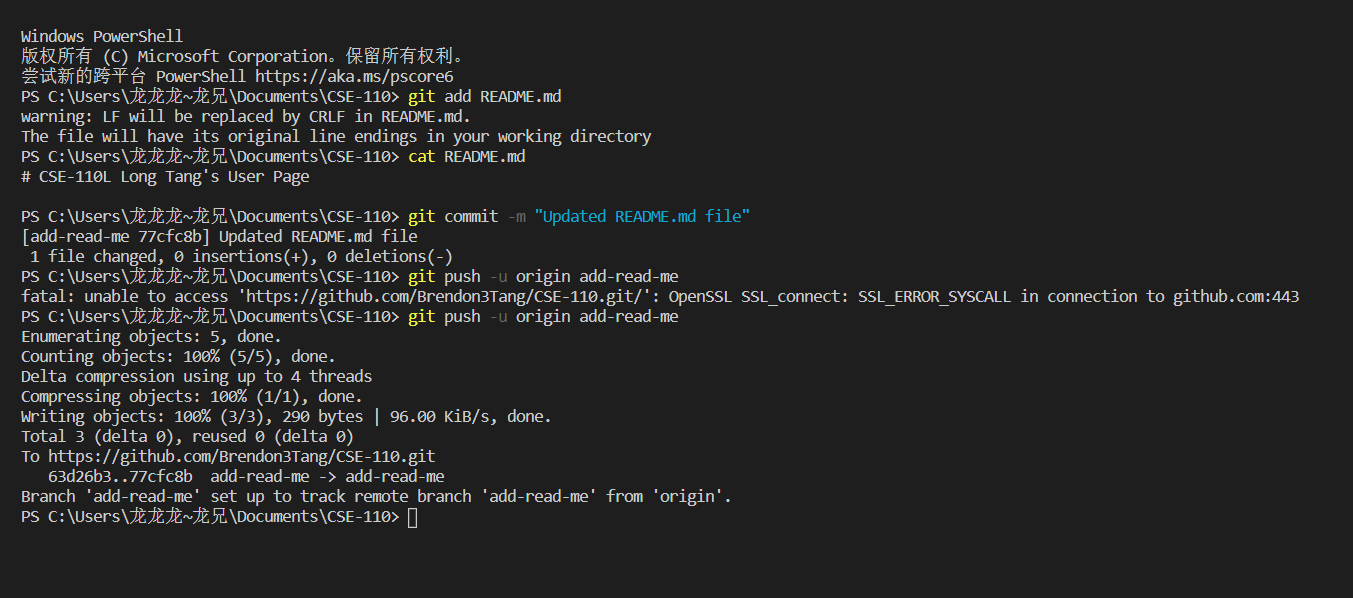 Windows PowerShell
版权所有 (C) Microsoft Corporation。保留所有权利。
尝试新的跨平台 PowerShell https://aka.ms/pscore6
PS C:\Users\龙龙龙~龙兄\Documents\CSE-110> git add README.md
warning: LF will be replaced by CRLF in README.md.
The file will have its original line endings in your working directory
PS C:\Users\龙龙龙~龙兄\Documents\CSE-110> cat README.md
# CSE-110L Long Tang's User Page
PS C:\Users\龙龙龙~龙兄\Documents\CSE-110> git commit -m "Updated README.md file"
[add-read-me 77cfc8b] Updated README.md file
 1 file changed, 0 insertions(+), 0 deletions(-)
PS C:\Users\龙龙龙~龙兄\Documents\CSE-110> git push -u origin add-read-me
fatal: unable to access 'https://github.com/Brendon3Tang/CSE-110.git/': OpenSSL SSL_connect: SSL_ERROR_SYSCALL in connection to github.com:443
PS C:\Users\龙龙龙~龙兄\Documents\CSE-110> git push -u origin add-read-me
Enumerating objects: 5, done.
Counting objects: 100% (5/5), done.
Delta compression using up to 4 threads
Compressing objects: 100% (1/1), done.
Writing objects: 100% (3/3), 290 bytes | 96.00 KiB/s, done.
Total 3 (delta 0), reused 0 (delta 0)
To https://github.com/Brendon3Tang/CSE-110.git
   63d26b3..77cfc8b  add-read-me -> add-read-me
Branch 'add-read-me' set up to track remote branch 'add-read-me' from 'origin'.
PS C:\Users\龙龙龙~龙兄\Documents\CSE-110>